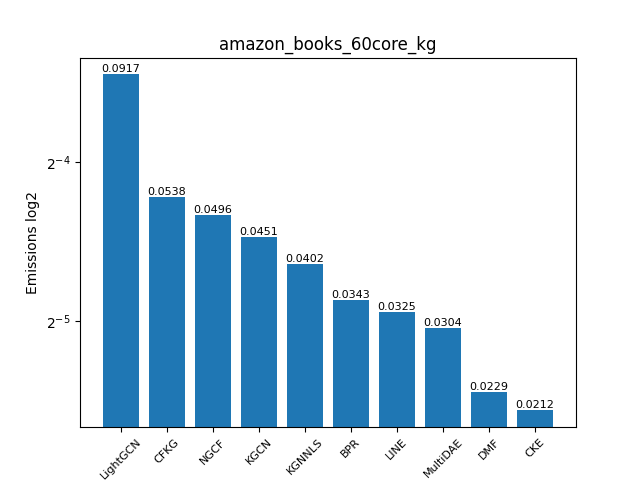 amazon_books_60core_kg
Emissions log2
2⁻⁴
2⁻⁵
0.0917
0.0538
0.0496
0.0451
0.0402
0.0343
0.0325
0.0304
0.0229
0.0212
LightGCN
CFKG
NGCF
KGCN
KGNNLS
BPR
LINE
MultiDAE
DMF
CKE